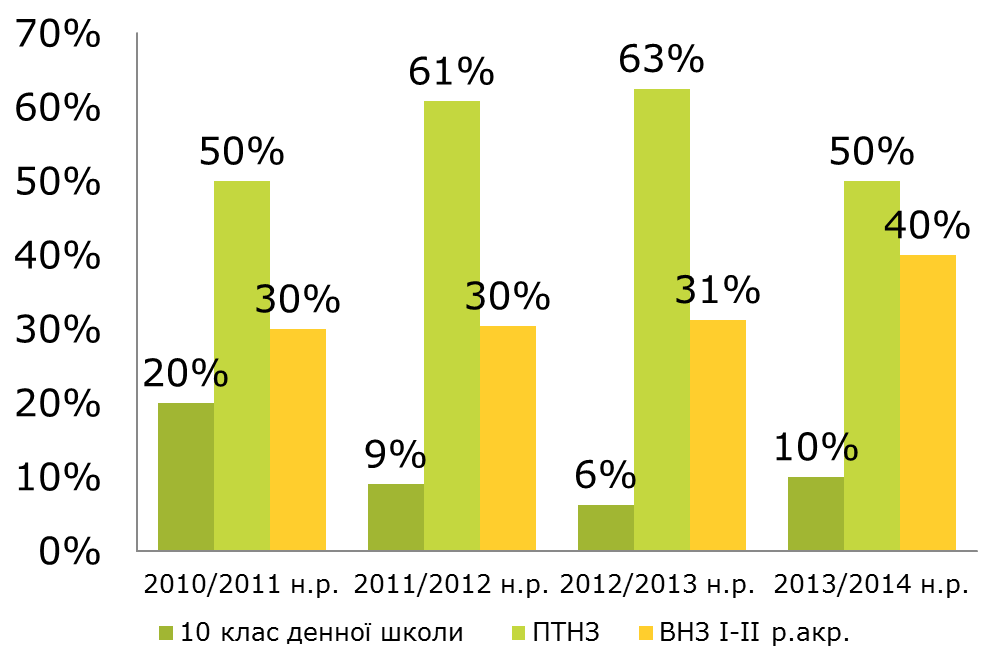 70%
60%
50%
40%
30%
20%
10%
0%
20%
50%
30%
9%
61%
30%
6%
63%
31%
10%
50%
40%
2010/2011 н.р.
2011/2012 н.р.
2012/2013 н.р.
2013/2014 н.р.
10 клас денної школи
ПТНЗ
ВНЗ І-ІІ р.акр.